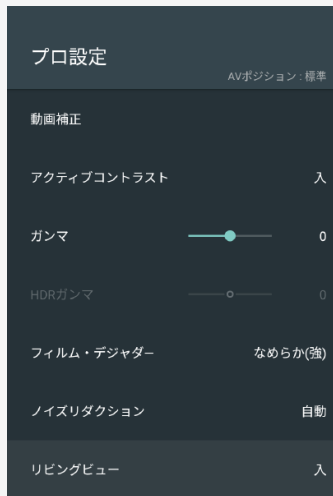 プロ設定
AVポジション : 標準
動画補正
アクティブコントラスト 入
ガンマ 0
HDRガンマ 0
フィルム・デジャダー なめらか(強)
ノイズリダクション 自動
リビングビュー 入